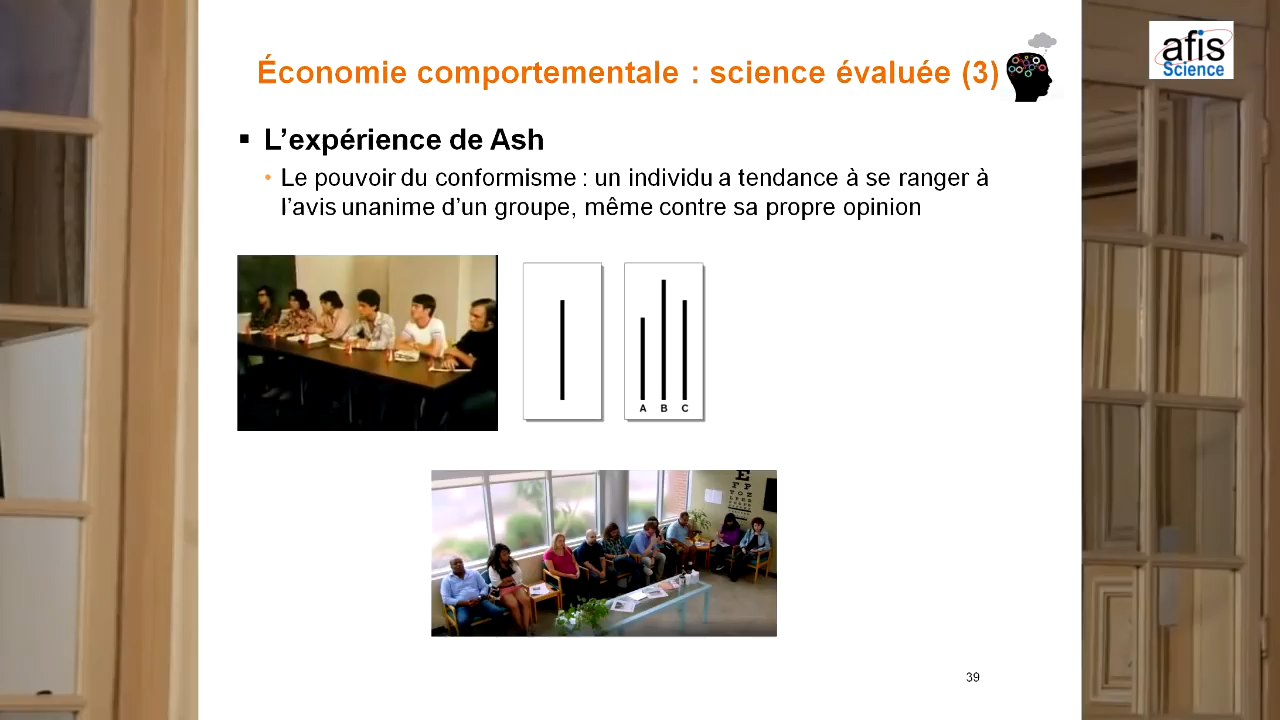 afis
Science
Économie comportementale : science évaluée (3)
L'expérience de Ash
Le pouvoir du conformisme : un individu a tendance à se ranger à
l'avis unanime d'un groupe, même contre sa propre opinion
A B C
E
F P
T O Z
39